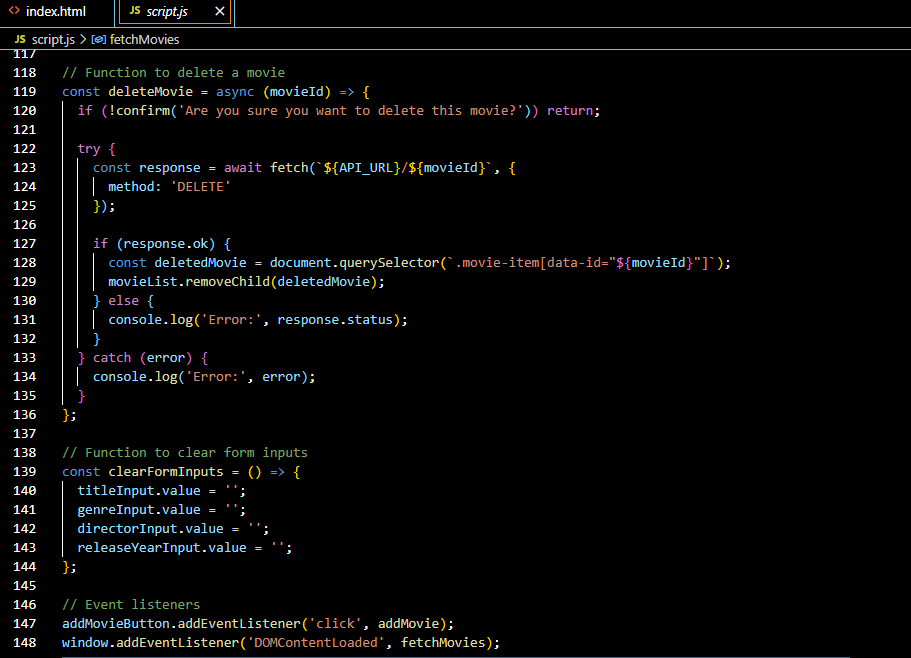 index.html JS script.js ×
JS script.js > fetchMovies
117
118 // Function to delete a movie
119 const deleteMovie = async (movieId) => {
120   if (!confirm('Are you sure you want to delete this movie?')) return;
121
122   try {
123     const response = await fetch(`${API_URL}/${movieId}`, {
124       method: 'DELETE'
125     });
126
127     if (response.ok) {
128       const deletedMovie = document.querySelector(`.movie-item[data-id="${movieId}"]`);
129       movieList.removeChild(deletedMovie);
130     } else {
131       console.log('Error:', response.status);
132     }
133   } catch (error) {
134     console.log('Error:', error);
135   }
136 };
137
138 // Function to clear form inputs
139 const clearFormInputs = () => {
140   titleInput.value = '';
141   genreInput.value = '';
142   directorInput.value = '';
143   releaseYearInput.value = '';
144 };
145
146 // Event listeners
147 addMovieButton.addEventListener('click', addMovie);
148 window.addEventListener('DOMContentLoaded', fetchMovies);